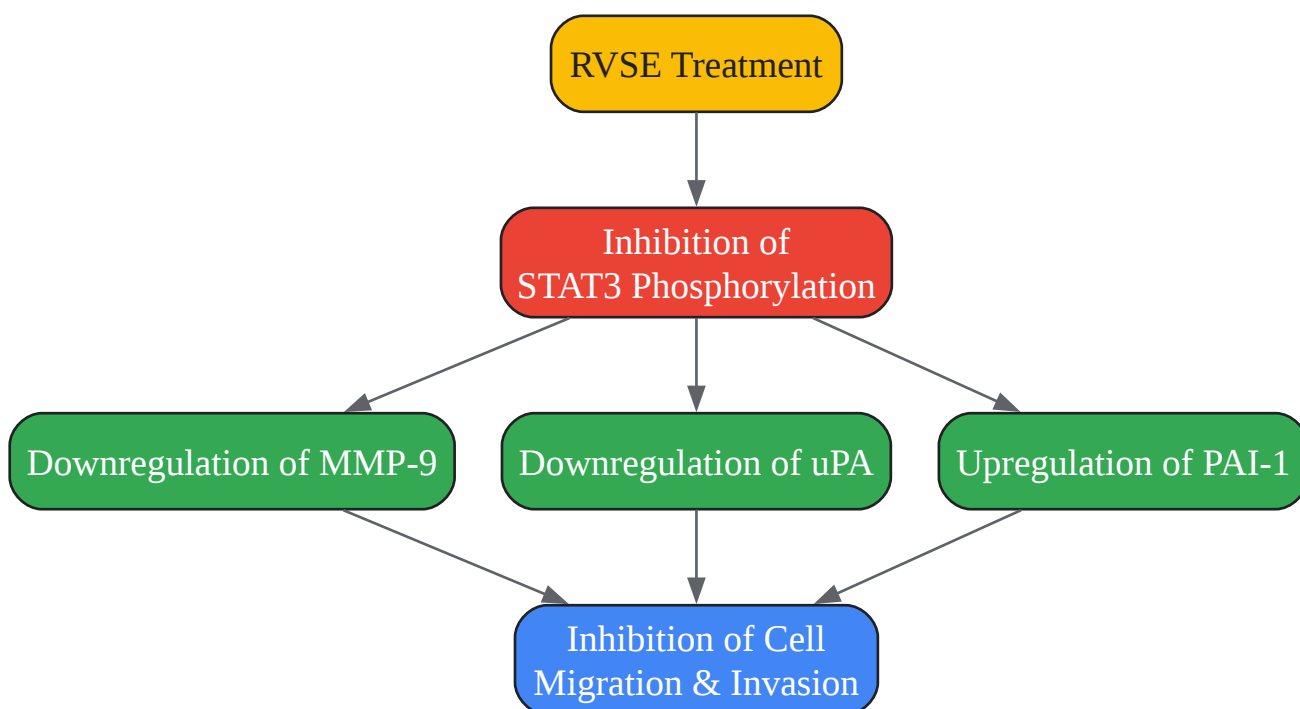 RVSE Treatment
Inhibition of
STAT3 Phosphorylation
Downregulation of MMP-9
Downregulation of uPA
Upregulation of PAI-1
Inhibition of Cell
Migration & Invasion